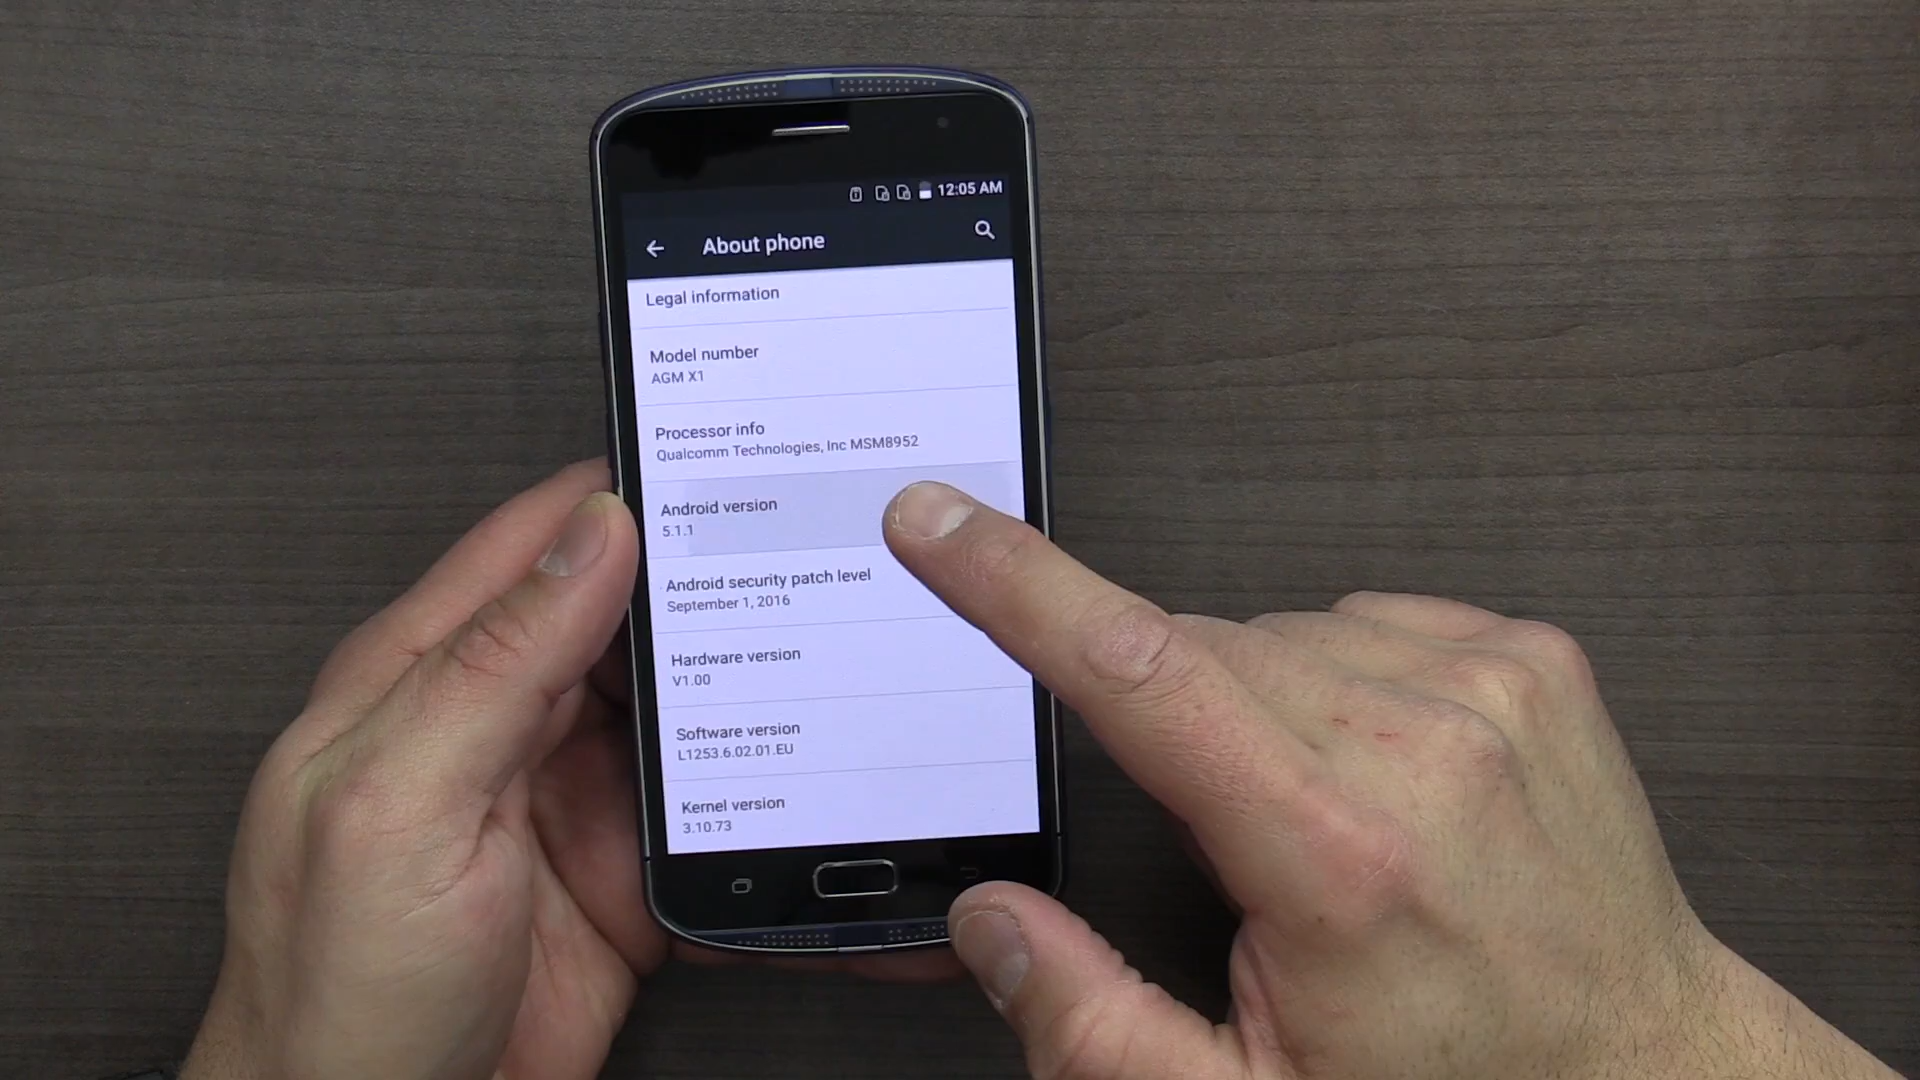 12:05 AM
About phone
Legal information
Model number
AGM X1
Processor info
Qualcomm Technologies, Inc MSM8952
Android version
5.1.1
Android security patch level
September 1, 2016
Hardware version
V1.00
Software version
L1253.6.02.01.EU
Kernel version
3.10.73